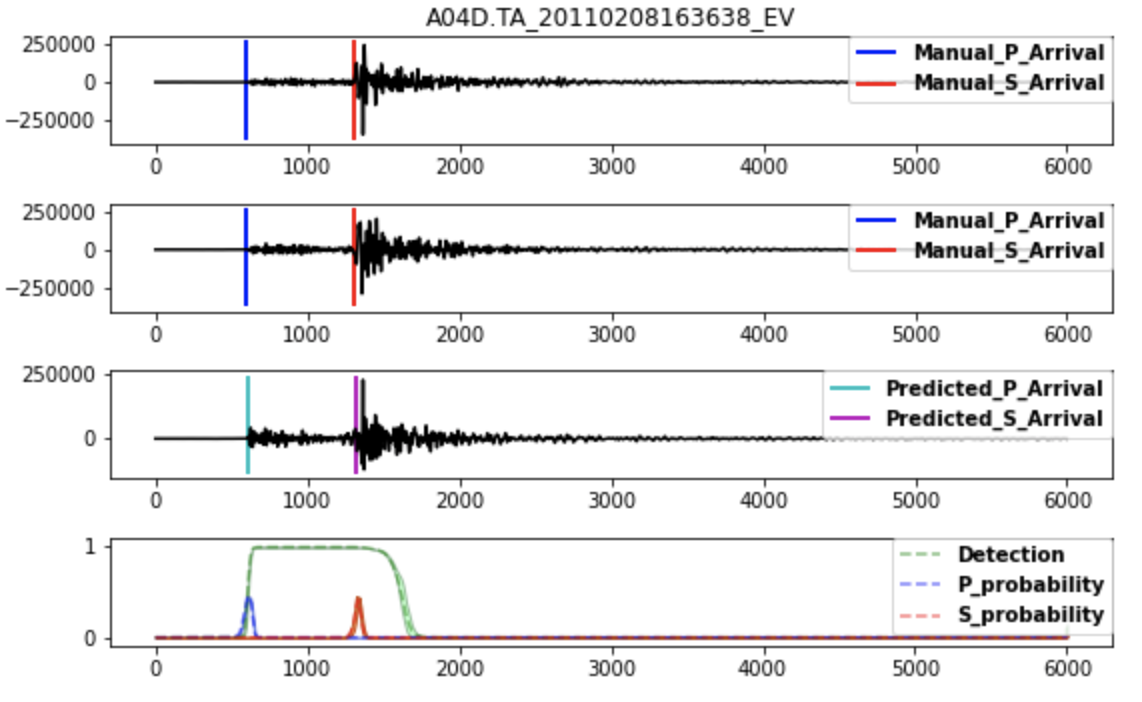 A04D.TA_20110208163638_EV
250000
0
−250000
Manual_P_Arrival
Manual_S_Arrival
0 1000 2000 3000 4000 5000 6000
250000
0
−250000
Manual_P_Arrival
Manual_S_Arrival
0 1000 2000 3000 4000 5000 6000
250000
0
Predicted_P_Arrival
Predicted_S_Arrival
0 1000 2000 3000 4000 5000 6000
1
0
Detection
P_probability
S_probability
0 1000 2000 3000 4000 5000 6000